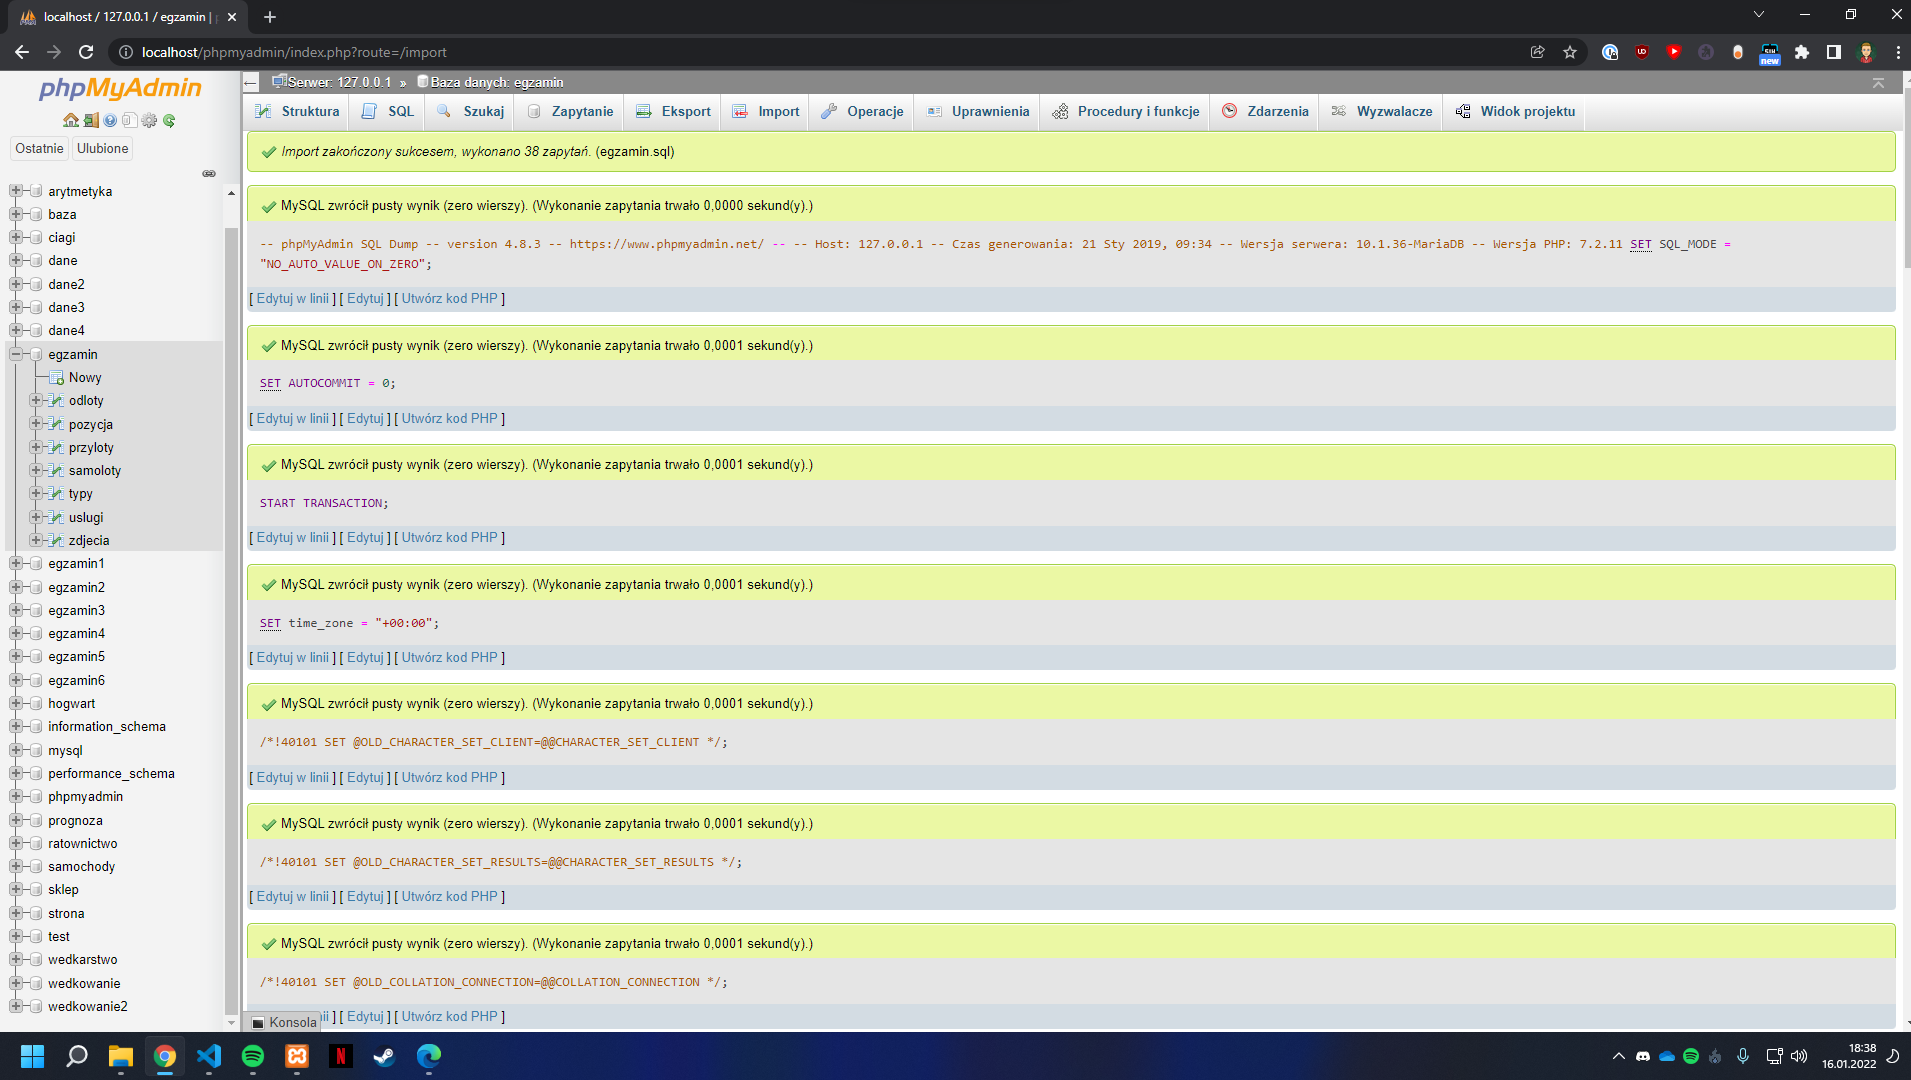 localhost / 127.0.0.1 / egzamin |
localhost/phpmyadmin/index.php?route=/import
new
phpMyAdmin
Ostatnie
Ulubione
arytmetyka
baza
ciagi
dane
dane2
dane3
dane4
egzamin
Nowy
odloty
pozycja
przyloty
samoloty
typy
uslugi
zdjecia
egzamin1
egzamin2
egzamin3
egzamin4
egzamin5
egzamin6
hogwart
information_schema
mysql
performance_schema
phpmyadmin
prognoza
ratownictwo
samochody
sklep
strona
test
wedkarstwo
wedkowanie
wedkowanie2
Serwer: 127.0.0.1 » Baza danych: egzamin
Struktura SQL Szukaj Zapytanie Eksport Import Operacje Uprawnienia Procedury i funkcje Zdarzenia Wyzwalacze Widok projektu
Import zakończony sukcesem, wykonano 38 zapytań. (egzamin.sql)
MySQL zwrócił pusty wynik (zero wierszy). (Wykonanie zapytania trwało 0,0000 sekund(y).)
-- phpMyAdmin SQL Dump -- version 4.8.3 -- https://www.phpmyadmin.net/ -- -- Host: 127.0.0.1 -- Czas generowania: 21 Sty 2019, 09:34 -- Wersja serwera: 10.1.36-MariaDB -- Wersja PHP: 7.2.11 SET SQL_MODE =
"NO_AUTO_VALUE_ON_ZERO";
[ Edytuj w linii ] [ Edytuj ] [ Utwórz kod PHP ]
MySQL zwrócił pusty wynik (zero wierszy). (Wykonanie zapytania trwało 0,0001 sekund(y).)
SET AUTOCOMMIT = 0;
[ Edytuj w linii ] [ Edytuj ] [ Utwórz kod PHP ]
MySQL zwrócił pusty wynik (zero wierszy). (Wykonanie zapytania trwało 0,0001 sekund(y).)
START TRANSACTION;
[ Edytuj w linii ] [ Edytuj ] [ Utwórz kod PHP ]
MySQL zwrócił pusty wynik (zero wierszy). (Wykonanie zapytania trwało 0,0001 sekund(y).)
SET time_zone = "+00:00";
[ Edytuj w linii ] [ Edytuj ] [ Utwórz kod PHP ]
MySQL zwrócił pusty wynik (zero wierszy). (Wykonanie zapytania trwało 0,0001 sekund(y).)
/*!40101 SET @OLD_CHARACTER_SET_CLIENT=@@CHARACTER_SET_CLIENT */;
[ Edytuj w linii ] [ Edytuj ] [ Utwórz kod PHP ]
MySQL zwrócił pusty wynik (zero wierszy). (Wykonanie zapytania trwało 0,0001 sekund(y).)
/*!40101 SET @OLD_CHARACTER_SET_RESULTS=@@CHARACTER_SET_RESULTS */;
[ Edytuj w linii ] [ Edytuj ] [ Utwórz kod PHP ]
MySQL zwrócił pusty wynik (zero wierszy). (Wykonanie zapytania trwało 0,0001 sekund(y).)
/*!40101 SET @OLD_COLLATION_CONNECTION=@@COLLATION_CONNECTION */;
ii ] [ Edytuj ] [ Utwórz kod PHP ]
Konsola
18:38
16.01.2022